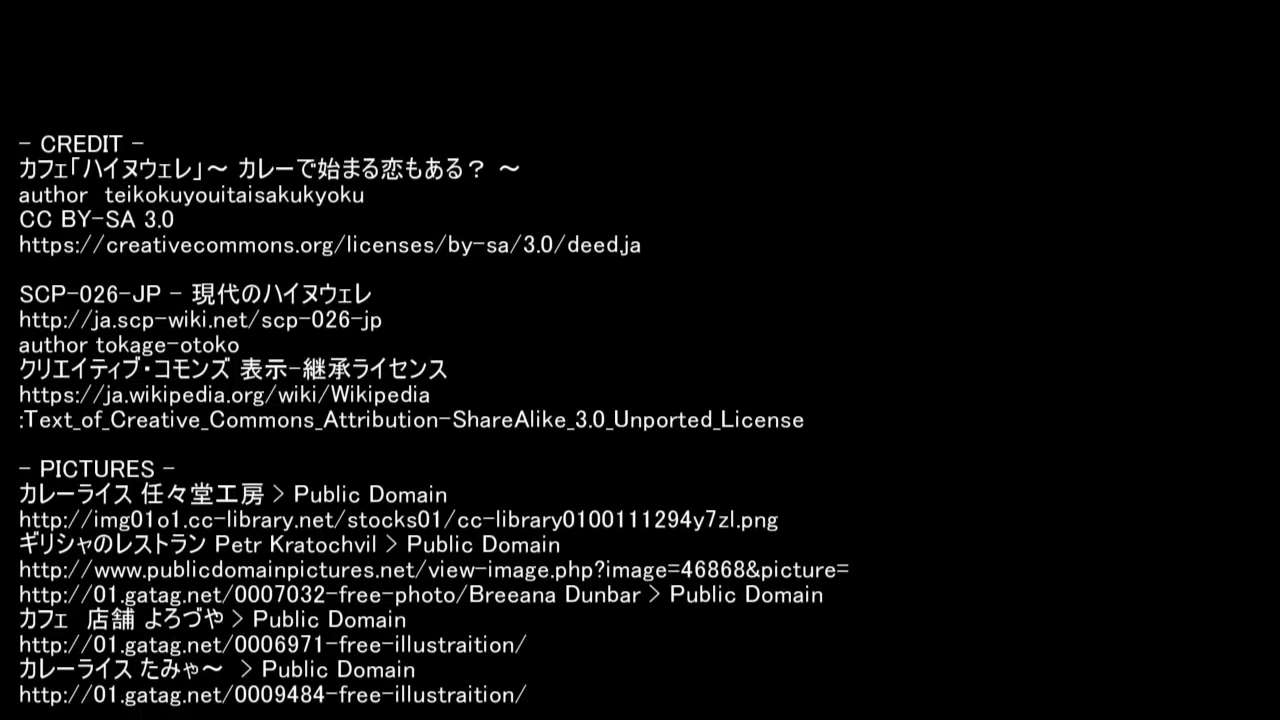 - CREDIT -
カフェ「ハイヌウェレ」～ カレーで始まる恋もある？ ～
author teikokuyouitaisakukyoku
CC BY-SA 3.0
https://creativecommons.org/licenses/by-sa/3.0/deed.ja
SCP-026-JP - 現代のハイヌウェレ
http://ja.scp-wiki.net/scp-026-jp
author tokage-otoko
クリエイティブ・コモンズ 表示-継承ライセンス
https://ja.wikipedia.org/wiki/Wikipedia
:Text_of_Creative_Commons_Attribution-ShareAlike_3.0_Unported_License
- PICTURES -
カレーライス 任々堂工房 > Public Domain
http://img01o1.cc-library.net/stocks01/cc-library0100111294y7zl.png
ギリシャのレストラン Petr Kratochvil > Public Domain
http://www.publicdomainpictures.net/view-image.php?image=46868&picture=
http://01.gatag.net/0007032-free-photo/Breeana Dunbar > Public Domain
カフェ 店舗 よろづや > Public Domain
http://01.gatag.net/0006971-free-illustraition/
カレーライス たみゃ～ > Public Domain
http://01.gatag.net/0009484-free-illustraition/